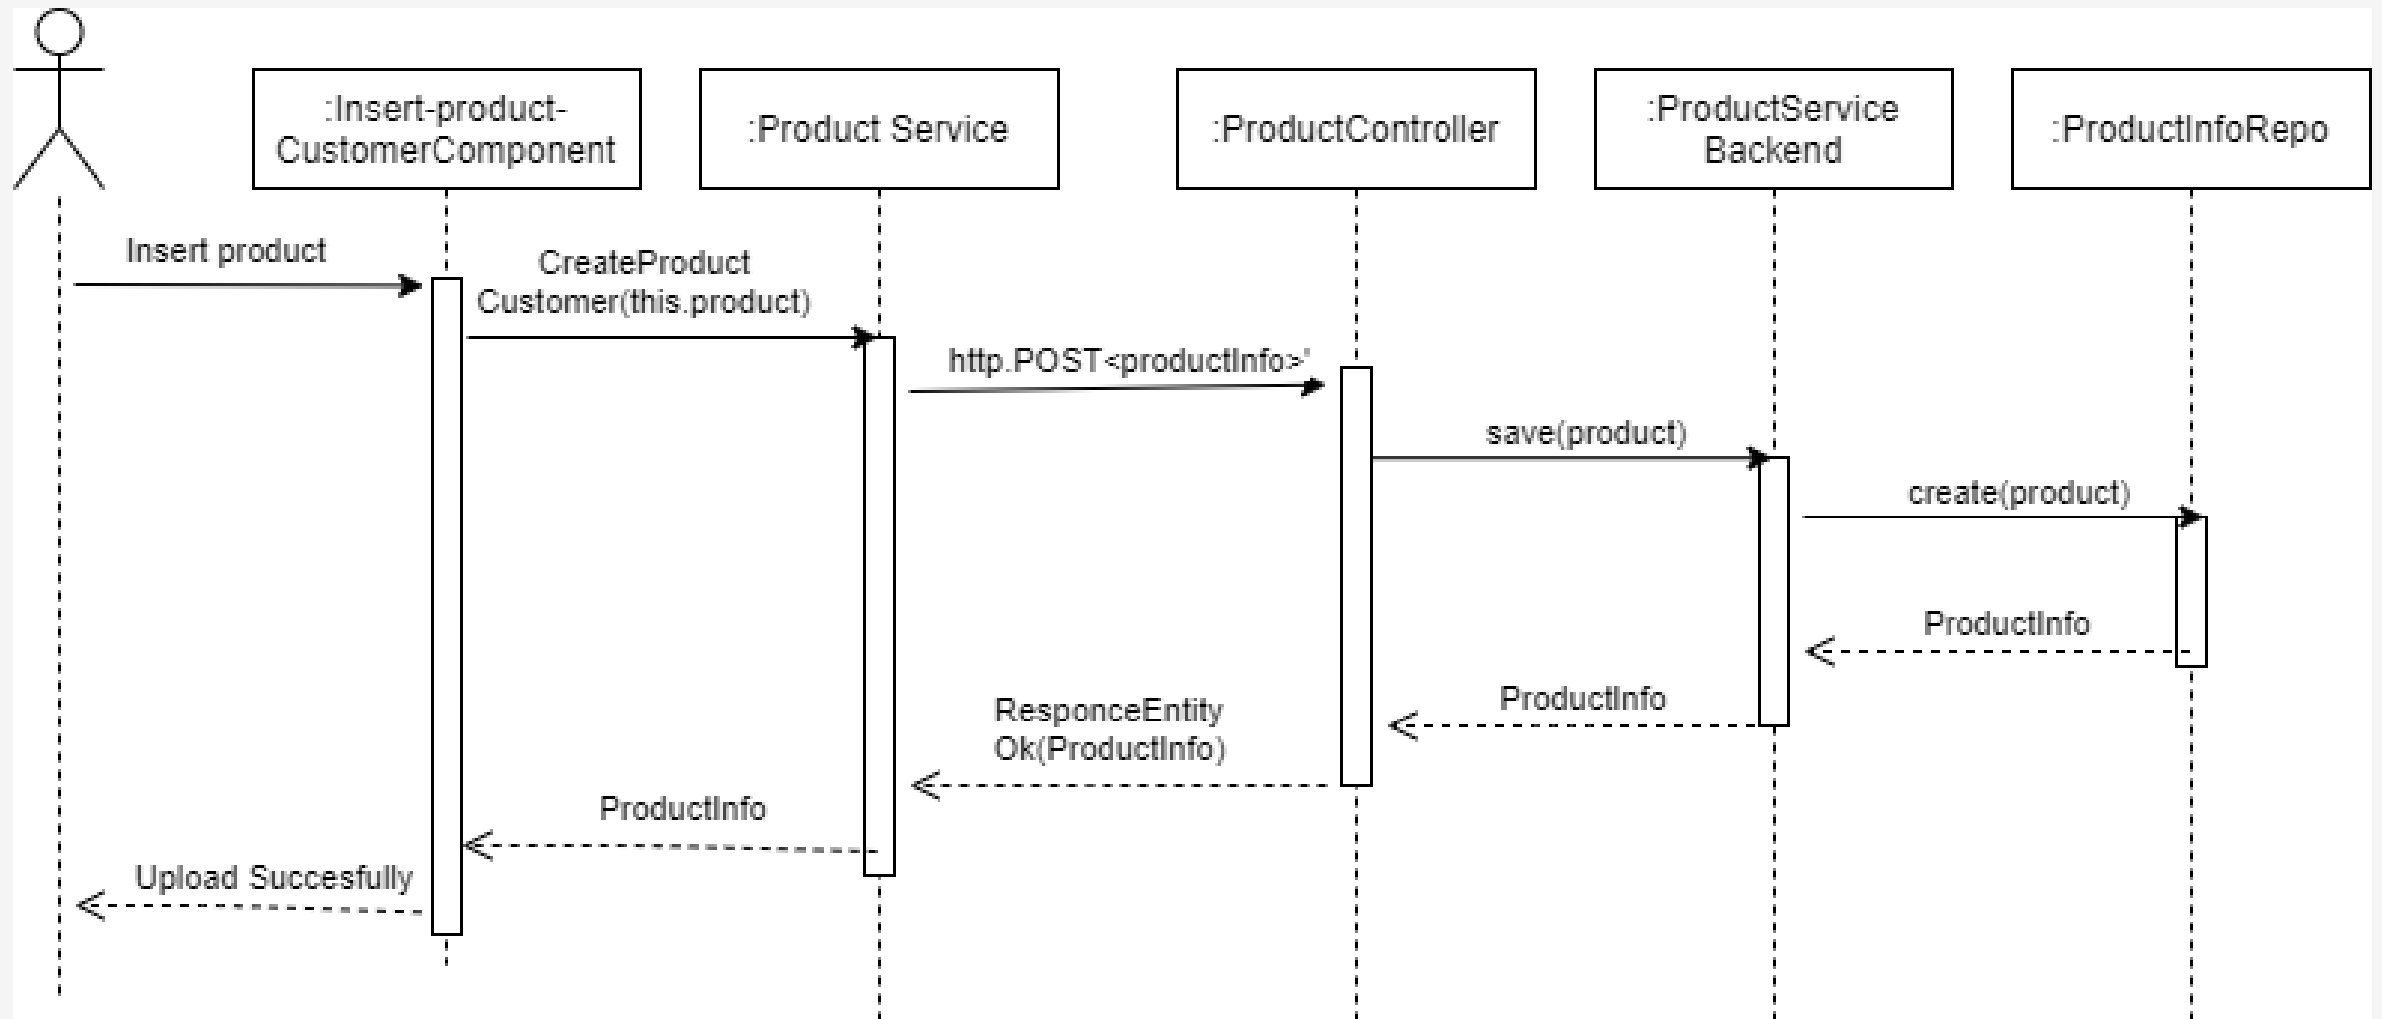 :Insert-product-
CustomerComponent
:Product Service
:ProductController
:ProductService
Backend
:ProductInfoRepo
Insert product
CreateProduct
Customer(this.product)
http.POST<productInfo>'
save(product)
create(product)
ProductInfo
ProductInfo
ResponceEntity
Ok(ProductInfo)
ProductInfo
Upload Succesfully